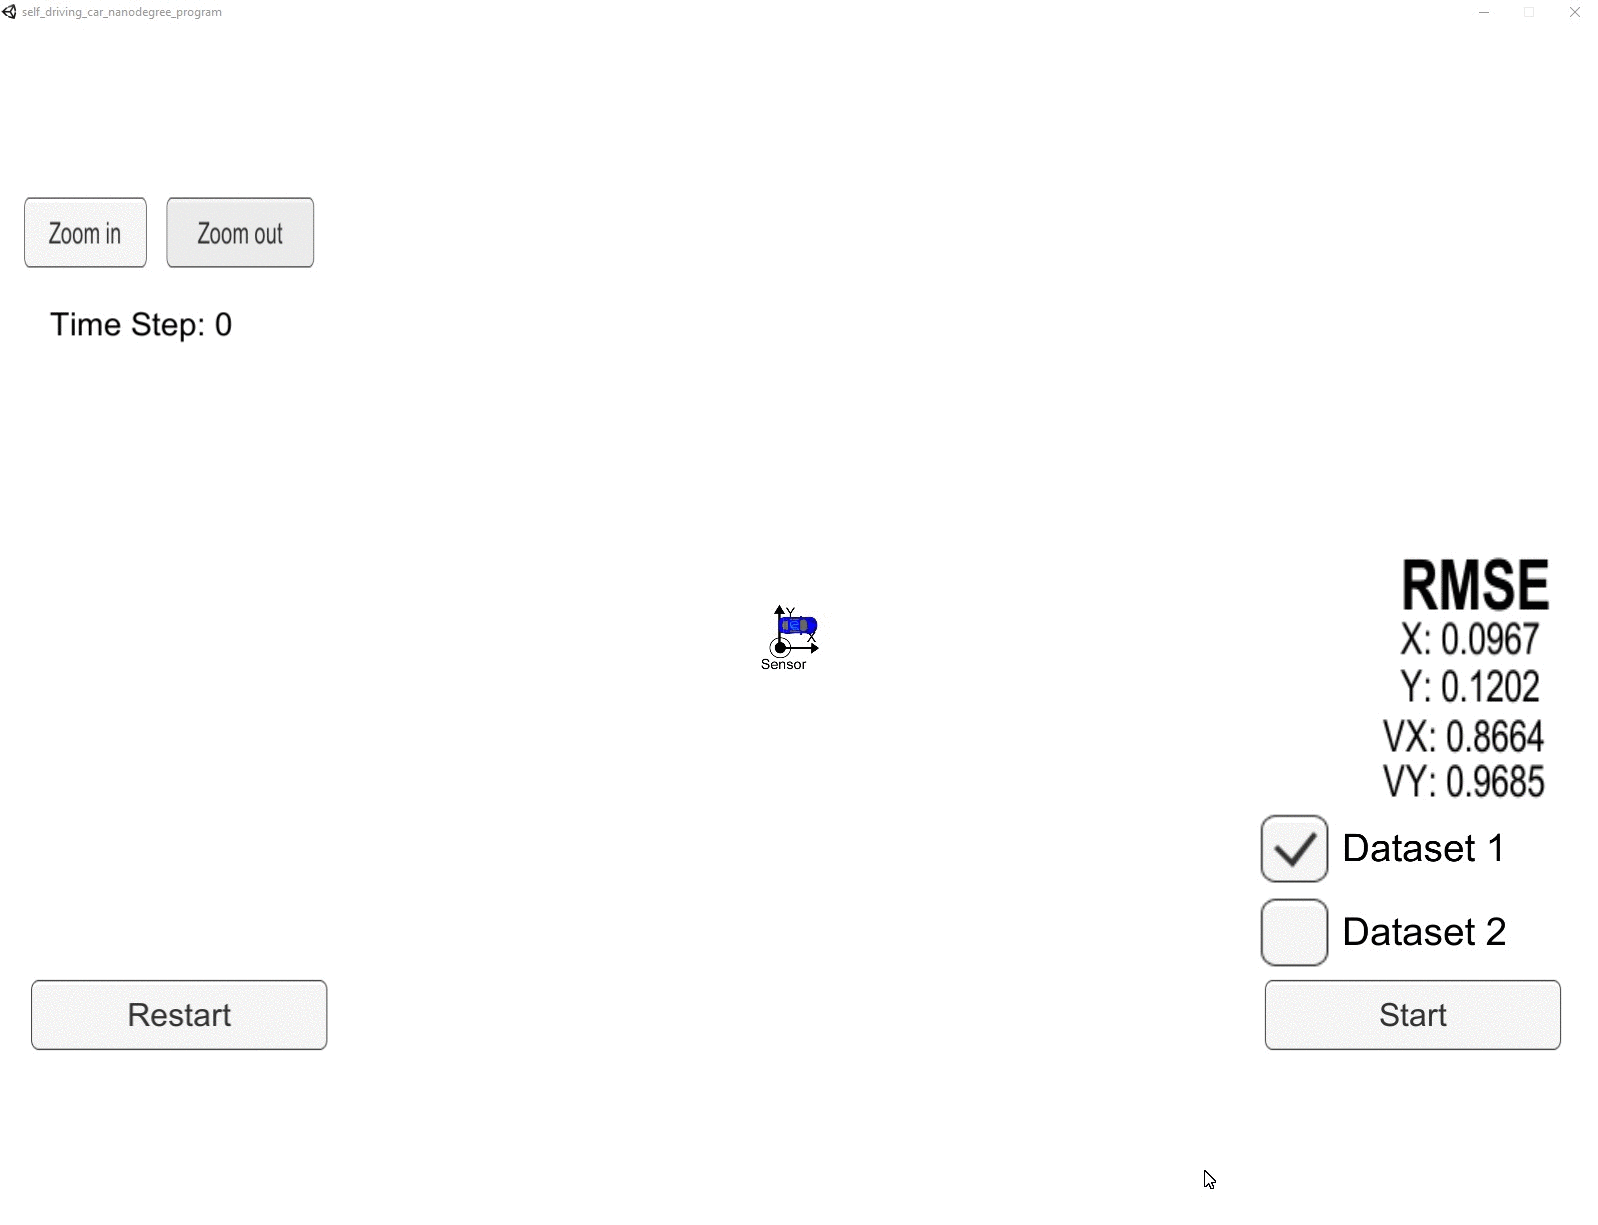 self_driving_car_nanodegree_program
Zoom in
Zoom out
Time Step: 0
Y
X
Sensor
RMSE
X: 0.0967
Y: 0.1202
VX: 0.8664
VY: 0.9685
Dataset 1
Dataset 2
Restart
Start